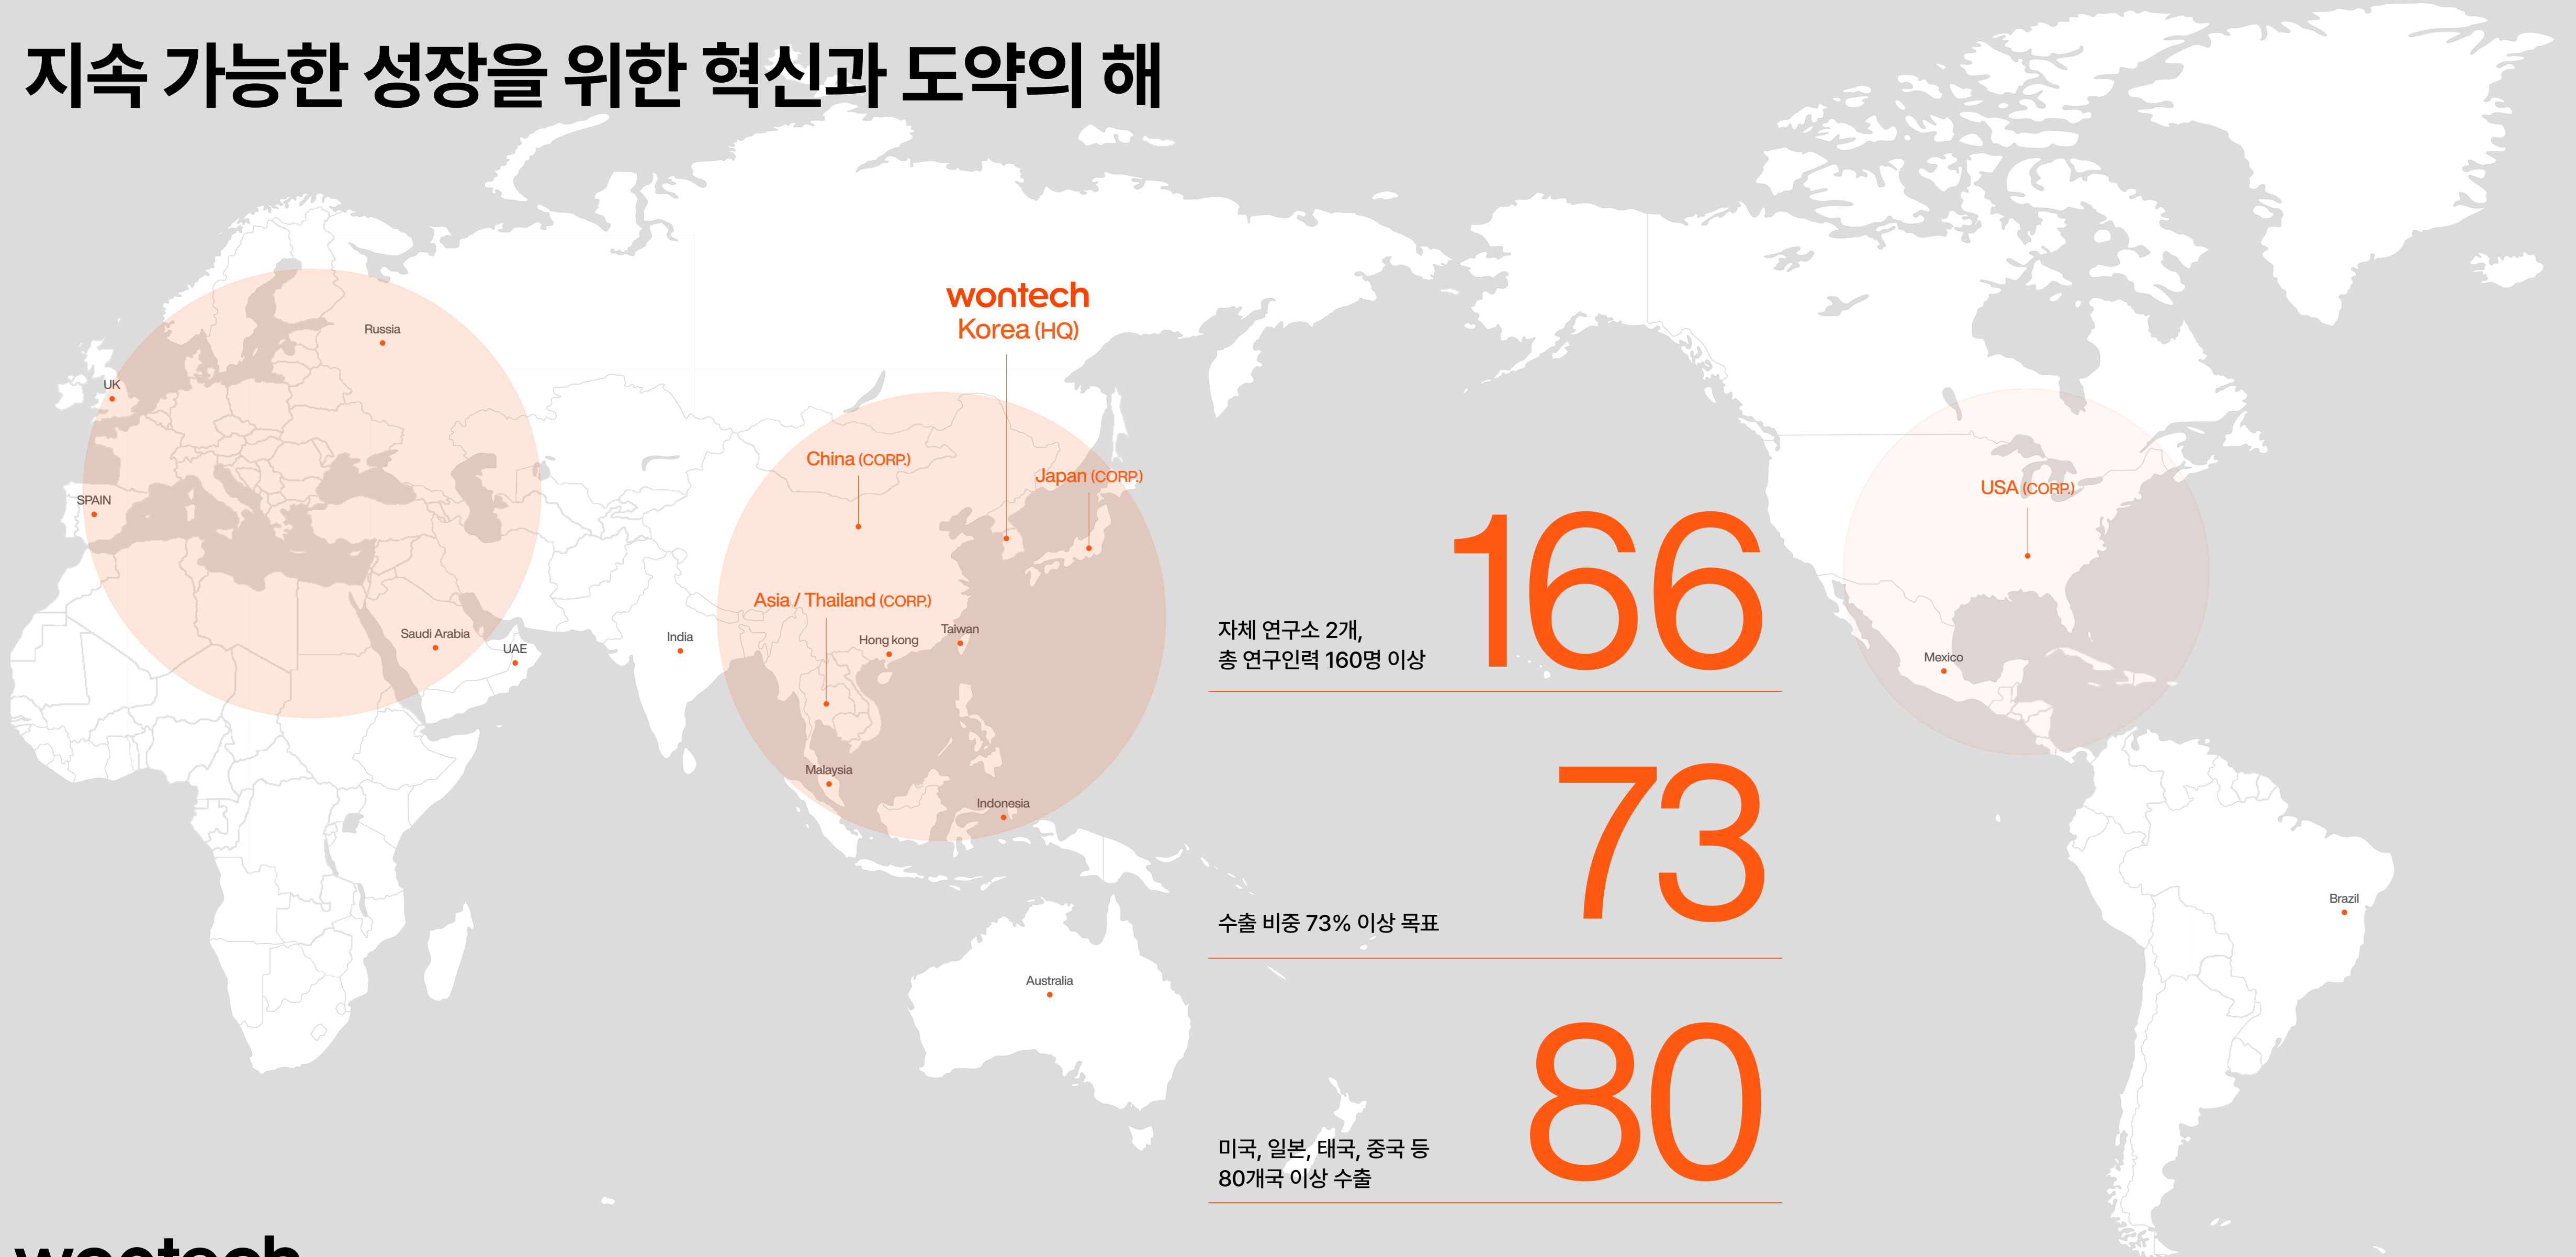 지속 가능한 성장을 위한 혁신과 도약의 해
wontech
Korea (HQ)
Russia
UK
SPAIN
Saudi Arabia
UAE
India
China (CORP.)
Japan (CORP.)
Asia / Thailand (CORP.)
Hong kong
Taiwan
Malaysia
Indonesia
Australia
USA (CORP.)
Mexico
Brazil
166
자체 연구소 2개,
총 연구인력 160명 이상
73
수출 비중 73% 이상 목표
80
미국, 일본, 태국, 중국 등
80개국 이상 수출
wontech